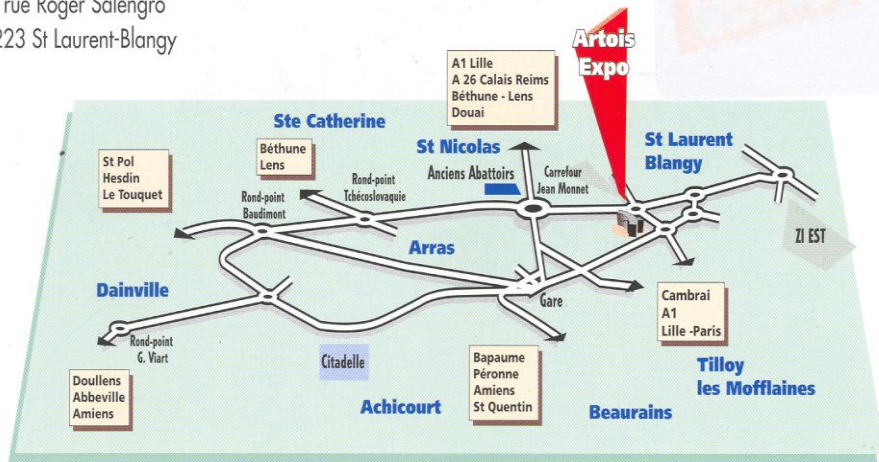 rue Roger Salengro
223 St Laurent-Blangy
Artois
Expo
A1 Lille
A 26 Calais Reims
Béthune - Lens
Douai
Ste Catherine
St Nicolas
St Laurent
Blangy
St Pol
Hesdin
Le Touquet
Béthune
Lens
Rond-point
Tchécoslovaquie
Anciens Abattoirs
Carrefour
Jean Monnet
Rond-point
Baudimont
Arras
ZI EST
Dainville
Gare
Cambrai
A1
Lille -Paris
Rond-point
G. Viart
Citadelle
Doullens
Abbeville
Amiens
Bapaume
Péronne
Amiens
St Quentin
Tilloy
les Mofflaines
Achicourt
Beaurains